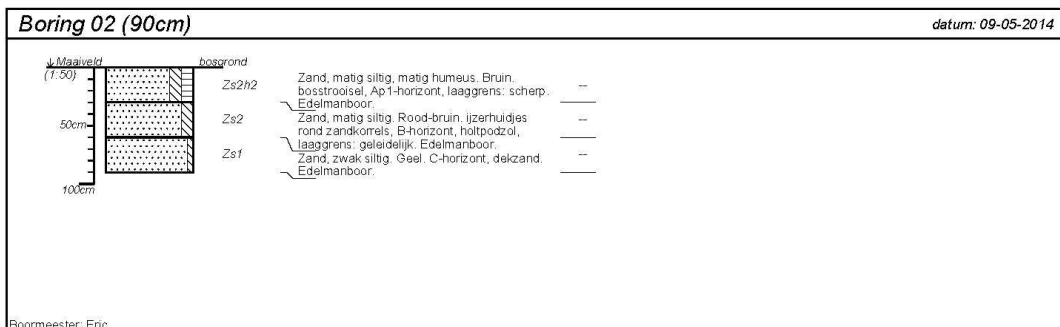 Boring 02 (90cm)
datum: 09-05-2014
Maaiveld
bosgrond
(1:50)
Zs2h2
Zand, matig siltig, matig humeus. Bruin.
bosstrooisel, Ap1-horizont, laaggrens: scherp.
Edelmanboor.
--
50cm
Zs2
Zand, matig siltig. Rood-bruin. ijzerhuidjes
rond zandkorrels, B-horizont, holtpodzol,
laaggrens: geleidelijk. Edelmanboor.
--
Zs1
Zand, zwak siltig. Geel. C-horizont, dekzand.
Edelmanboor.
--
100cm
Boormeester: Eric